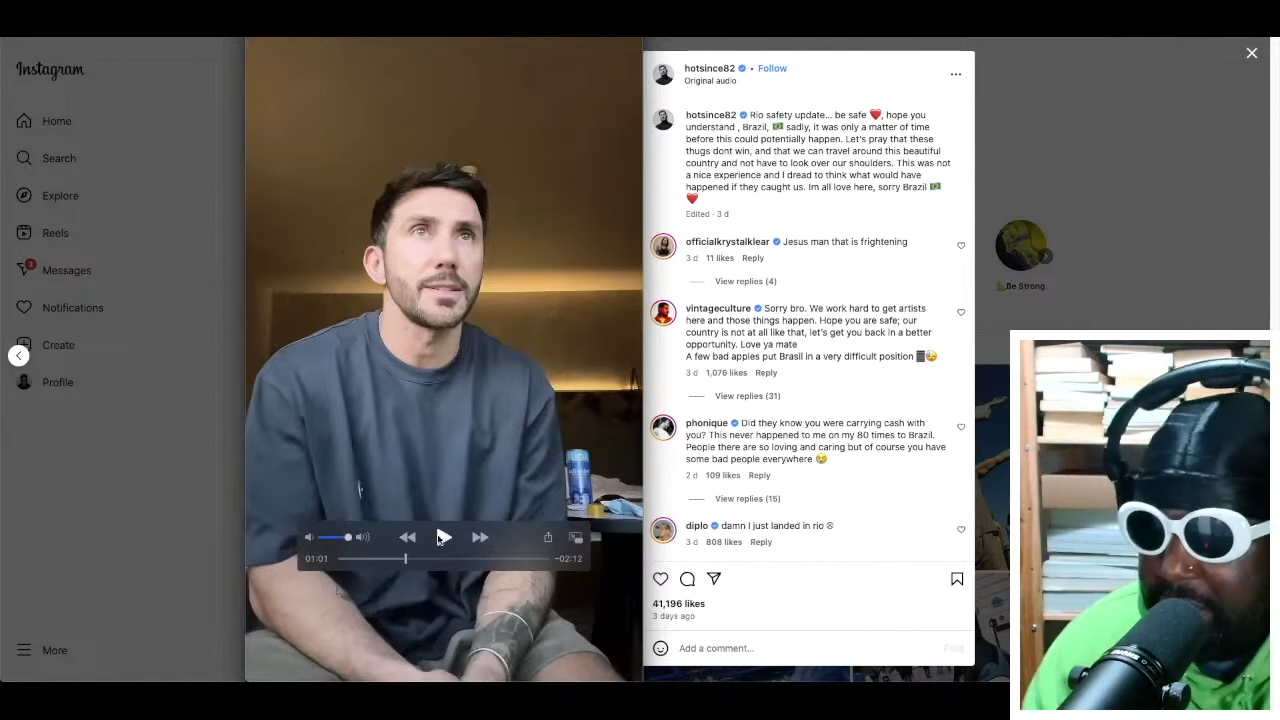 Instagram
Home
Search
Explore
Reels
3
Messages
Notifications
Create
Profile
More
01:01
−02:12
hotsince82 • Follow
Original audio
hotsince82 Rio safety update... be safe ❤️, hope you
understand , Brazil, 🇧🇷 sadly, it was only a matter of time
before this could potentially happen. Let's pray that these
thugs dont win, and that we can travel around this beautiful
country and not have to look over our shoulders. This was not
a nice experience and I dread to think what would have
happened if they caught us. Im all love here, sorry Brazil 🇧🇷
❤️
Edited · 3 d
officialkrystalklear Jesus man that is frightening
3 d 11 likes Reply
View replies (4)
vintageculture Sorry bro. We work hard to get artists
here and those things happen. Hope you are safe; our
country is not at all like that, let's get you back in a better
opportunity. Love ya mate
A few bad apples put Brasil in a very difficult position
3 d 1,076 likes Reply
View replies (31)
phonique Did they know you were carrying cash with
you? This never happened to me on my 80 times to Brazil.
People there are so loving and caring but of course you have
some bad people everywhere 😢
2 d 109 likes Reply
View replies (15)
diplo damn I just landed in rio ☹
3 d 808 likes Reply
41,196 likes
3 days ago
Add a comment...
Post
Be Strong